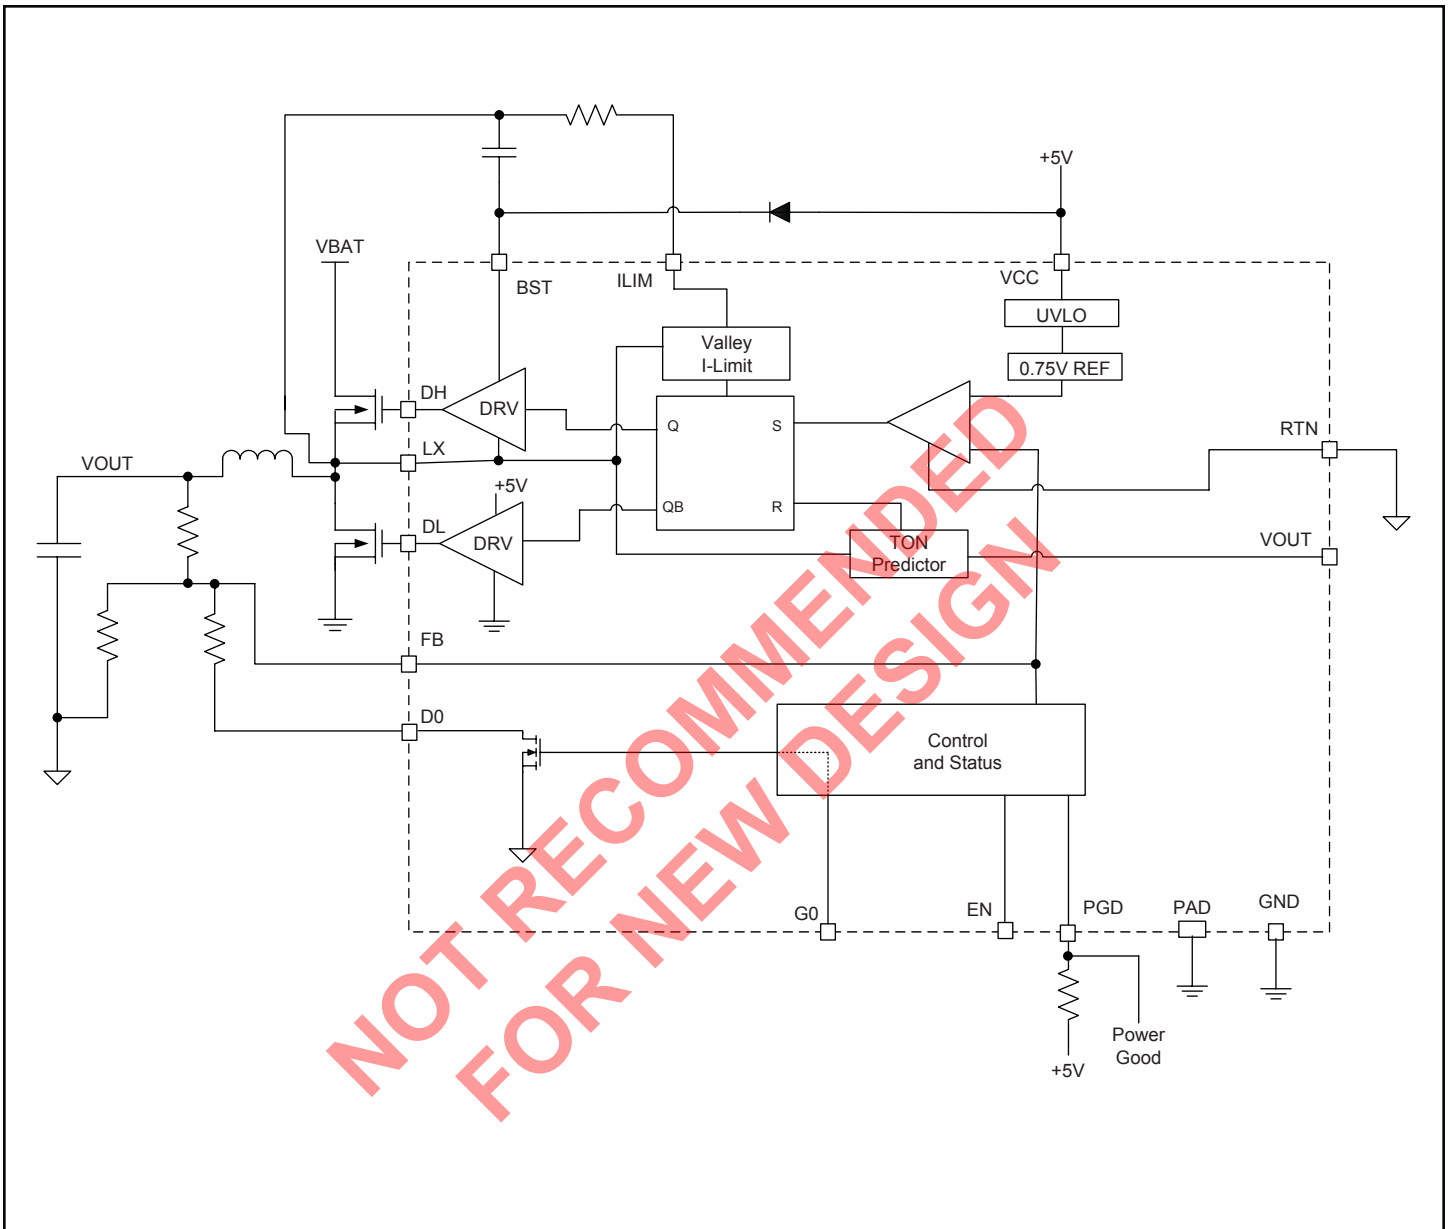 +5V
VBAT
BST
ILIM
VCC
UVLO
Valley
I-Limit
0.75V REF
DH
DRV
Q
S
RTN
LX
VOUT
+5V
QB
R
DL
DRV
TON
Predictor
VOUT
FB
D0
Control
and Status
G0
EN
PGD
PAD
GND
Power
Good
+5V
NOT RECOMMENDED
FOR NEW DESIGN